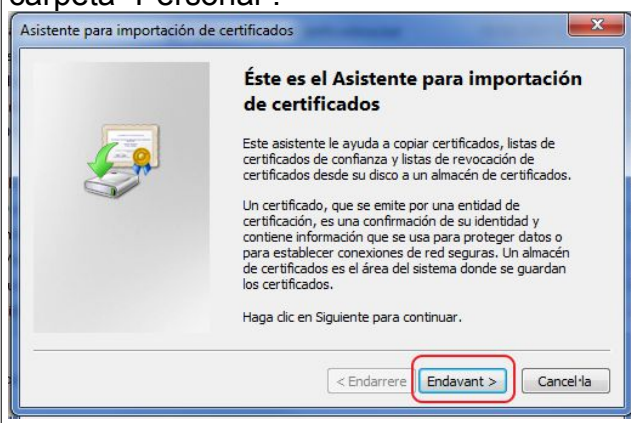 carpeta "Personal".
Asistente para importación de certificados
Éste es el Asistente para importación
de certificados
Este asistente le ayuda a copiar certificados, listas de
certificados de confianza y listas de revocación de
certificados desde su disco a un almacén de certificados.
Un certificado, que se emite por una entidad de
certificación, es una confirmación de su identidad y
contiene información que se usa para proteger datos o
para establecer conexiones de red seguras. Un almacén
de certificados es el área del sistema donde se guardan
los certificados.
Haga clic en Siguiente para continuar.
< Endarrere Endavant > Cancel·la